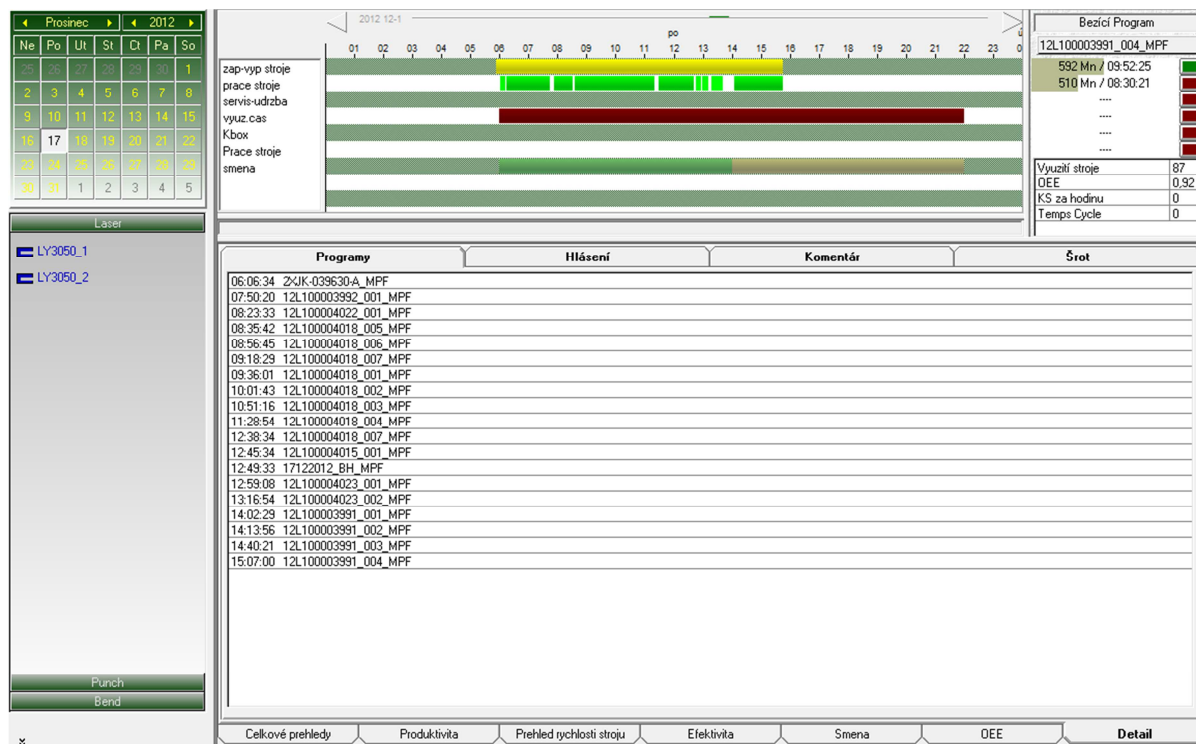 Prosinec 2012
Ne Po Ut St Ct Pa So
25 26 27 28 29 30 1
2 3 4 5 6 7 8
9 10 11 12 13 14 15
16 17 18 19 20 21 22
23 24 25 26 27 28 29
30 31 1 2 3 4 5
Laser
LY3050_1
LY3050_2
Punch
Bend
2012 12-1
po
01 02 03 04 05 06 07 08 09 10 11 12 13 14 15 16 17 18 19 20 21 22 23 0
zap-vyp stroje
prace stroje
servis-udrzba
vyuz.cas
Kbox
Prace stroje
smena
Bezící Program
12L100003991_004_MPF
592 Mn / 09:52:25
510 Mn / 08:30:21
----
----
----
----
Vyuzití stroje 87
OEE 0,92
KS za hodinu 0
Temps Cycle 0
Programy Hlásení Komentár Šrot
06:06:34 2XJK-039630-A_MPF
07:50:20 12L100003992_001_MPF
08:23:33 12L100004022_001_MPF
08:35:42 12L100004018_005_MPF
08:56:45 12L100004018_006_MPF
09:18:29 12L100004018_007_MPF
09:36:01 12L100004018_001_MPF
10:01:43 12L100004018_002_MPF
10:51:16 12L100004018_003_MPF
11:28:54 12L100004018_004_MPF
12:38:34 12L100004018_007_MPF
12:45:34 12L100004015_001_MPF
12:49:33 17122012_BH_MPF
12:59:08 12L100004023_001_MPF
13:16:54 12L100004023_002_MPF
14:02:29 12L100003991_001_MPF
14:13:56 12L100003991_002_MPF
14:40:21 12L100003991_003_MPF
15:07:00 12L100003991_004_MPF
Celkové prehledy Produktivita Prehled rychlosti stroju Efektivita Smena OEE Detail